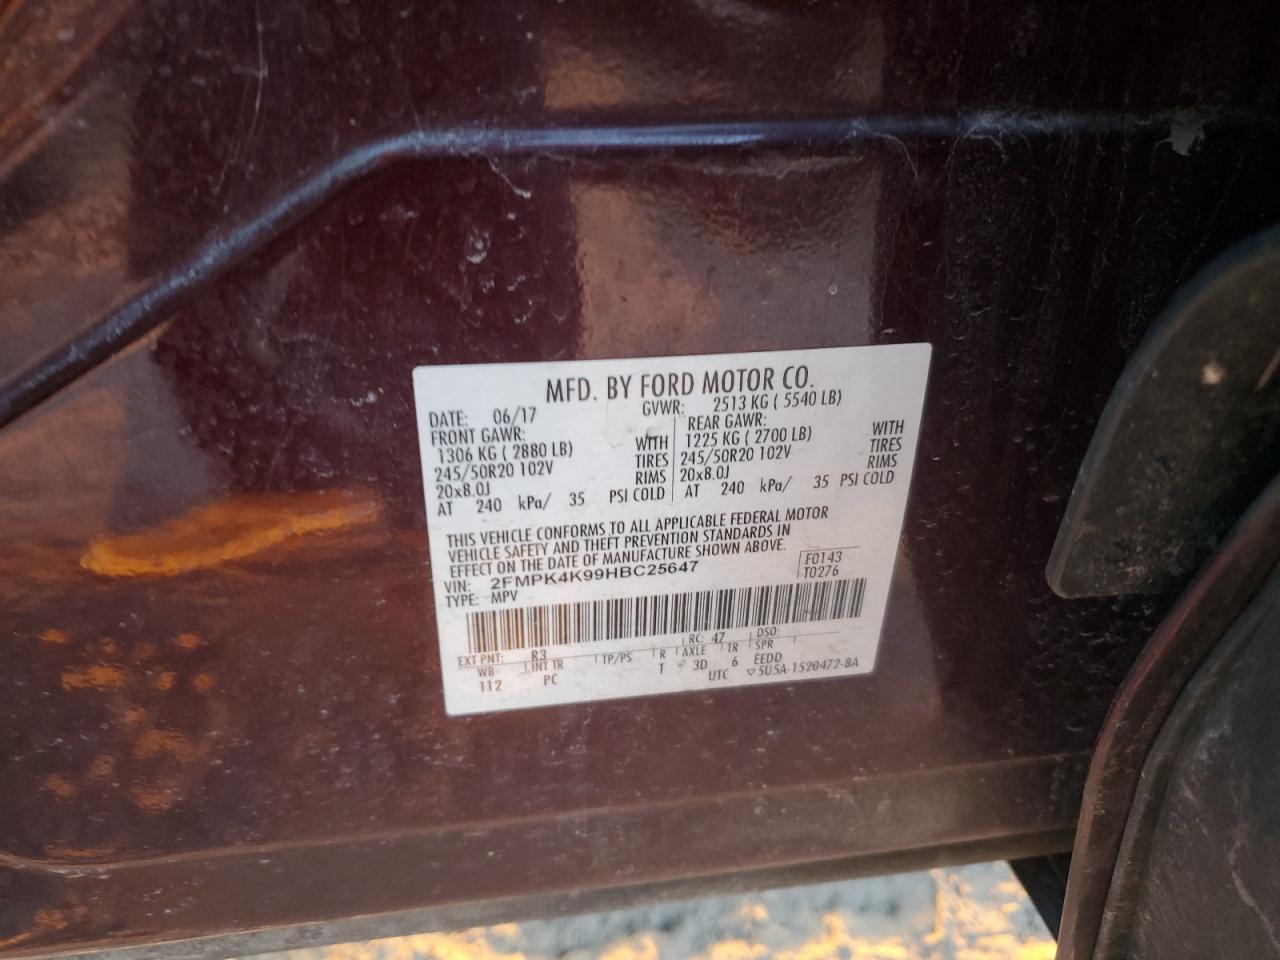 MFD. BY FORD MOTOR CO.
DATE: 06/17 GVWR: 2513 KG ( 5540 LB)
FRONT GAWR: REAR GAWR:
1306 KG ( 2880 LB) WITH 1225 KG ( 2700 LB) WITH
245/50R20 102V TIRES 245/50R20 102V TIRES
20x8.0J RIMS 20x8.0J RIMS
AT 240 kPa/ 35 PSI COLD AT 240 kPa/ 35 PSI COLD
THIS VEHICLE CONFORMS TO ALL APPLICABLE FEDERAL MOTOR
VEHICLE SAFETY AND THEFT PREVENTION STANDARDS IN
EFFECT ON THE DATE OF MANUFACTURE SHOWN ABOVE.
VIN: 2FMPK4K99HBC25647 F0143
TYPE: MPV T0276
EXT PNT: R3 RC: 47 DSO:
WB INT TR TP/PS R AXLE TR SPR
112 PC T 3D 6 EEDD
UTC ▽5U5A-1520472-BA